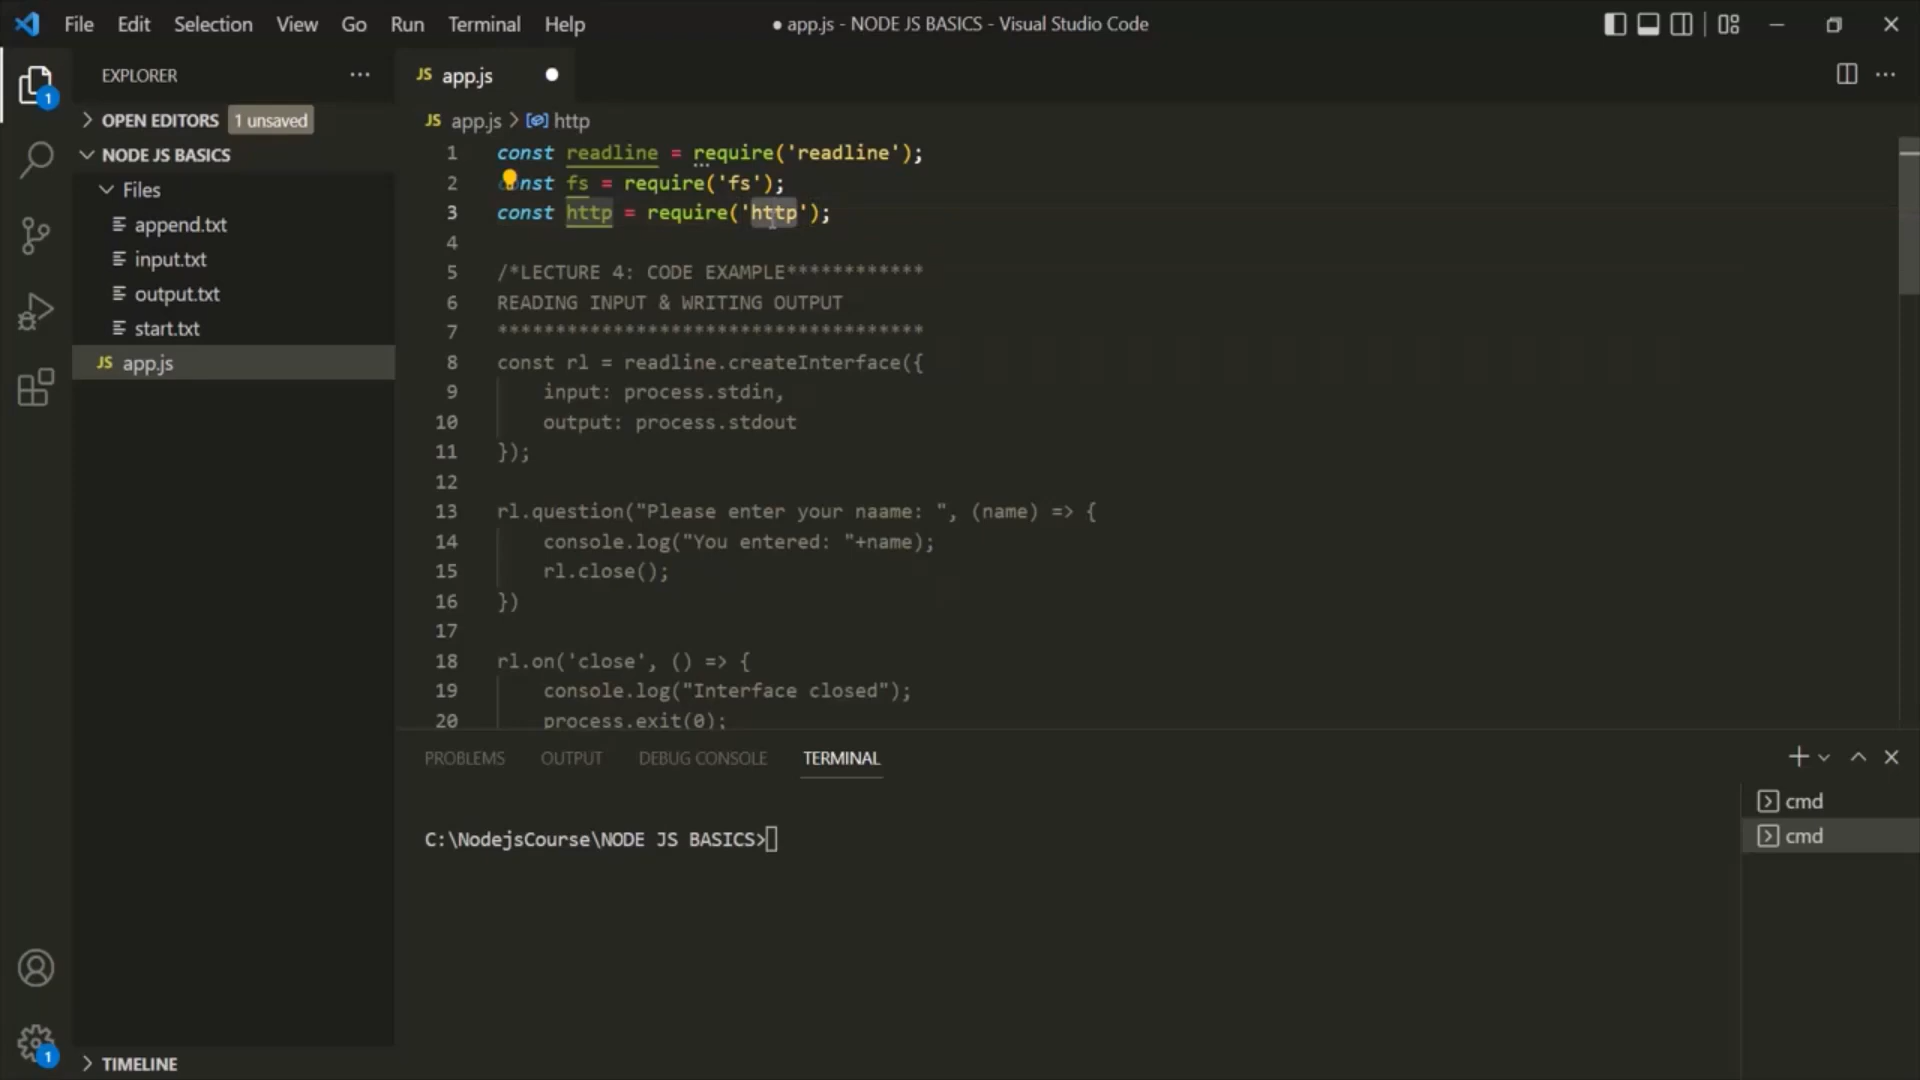 File Edit Selection View Go Run Terminal Help
● app.js - NODE JS BASICS - Visual Studio Code
EXPLORER
1
OPEN EDITORS 1 unsaved
NODE JS BASICS
Files
append.txt
input.txt
output.txt
start.txt
JS app.js
TIMELINE
1
JS app.js
JS app.js > http
1 const readline = require('readline');
2 const fs = require('fs');
3 const http = require('http');
4
5 /*LECTURE 4: CODE EXAMPLE************
6 READING INPUT & WRITING OUTPUT
7 *************************************
8 const rl = readline.createInterface({
9 input: process.stdin,
10 output: process.stdout
11 });
12
13 rl.question("Please enter your naame: ", (name) => {
14 console.log("You entered: "+name);
15 rl.close();
16 })
17
18 rl.on('close', () => {
19 console.log("Interface closed");
20 process.exit(0);
PROBLEMS OUTPUT DEBUG CONSOLE TERMINAL
C:\NodejsCourse\NODE JS BASICS>
cmd
cmd